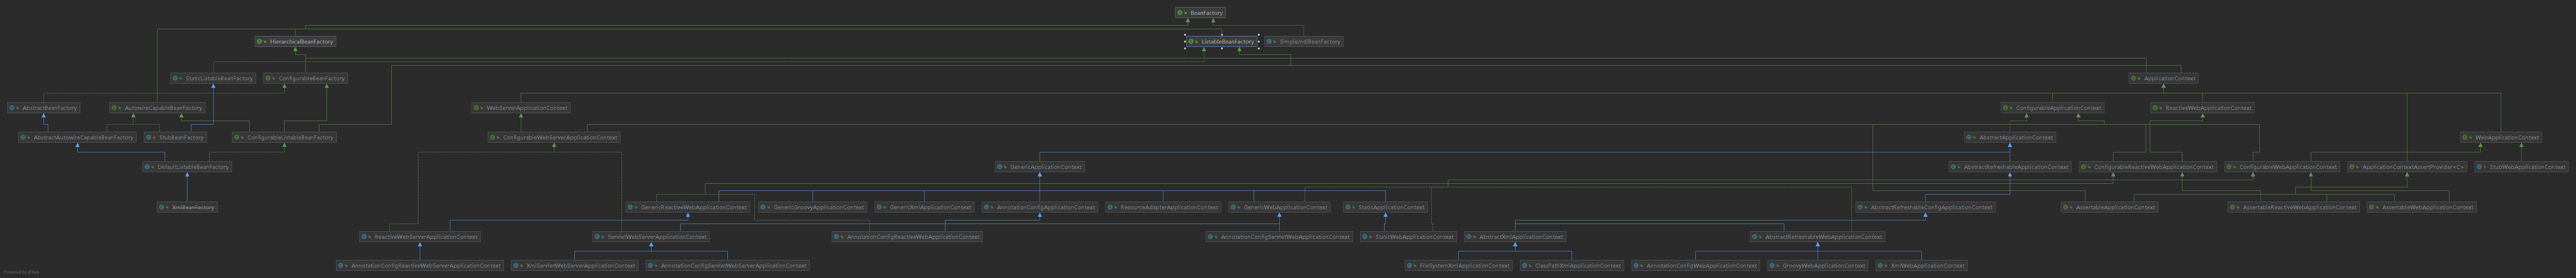 BeanFactory
HierarchicalBeanFactory
ListableBeanFactory
SimpleJndiBeanFactory
StaticListableBeanFactory
ConfigurableBeanFactory
ApplicationContext
AbstractBeanFactory
AutowireCapableBeanFactory
WebServerApplicationContext
ConfigurableApplicationContext
ReactiveWebApplicationContext
AbstractAutowireCapableBeanFactory
StubBeanFactory
ConfigurableListableBeanFactory
ConfigurableWebServerApplicationContext
AbstractApplicationContext
WebApplicationContext
DefaultListableBeanFactory
GenericApplicationContext
AbstractRefreshableApplicationContext
ConfigurableReactiveWebApplicationContext
ConfigurableWebApplicationContext
ApplicationContextAssertProvider<C>
StubWebApplicationContext
XmlBeanFactory
GenericReactiveWebApplicationContext
GenericGroovyApplicationContext
GenericXmlApplicationContext
AnnotationConfigApplicationContext
ResourceAdapterApplicationContext
GenericWebApplicationContext
StaticApplicationContext
AbstractRefreshableConfigApplicationContext
AssertableApplicationContext
AssertableReactiveWebApplicationContext
AssertableWebApplicationContext
ReactiveWebServerApplicationContext
ServletWebServerApplicationContext
AnnotationConfigReactiveWebApplicationContext
AnnotationConfigServletWebApplicationContext
StaticWebApplicationContext
AbstractXmlApplicationContext
AbstractRefreshableWebApplicationContext
AnnotationConfigReactiveWebServerApplicationContext
XmlServletWebServerApplicationContext
AnnotationConfigServletWebServerApplicationContext
FileSystemXmlApplicationContext
ClassPathXmlApplicationContext
AnnotationConfigWebApplicationContext
GroovyWebApplicationContext
XmlWebApplicationContext
Powered by yFiles